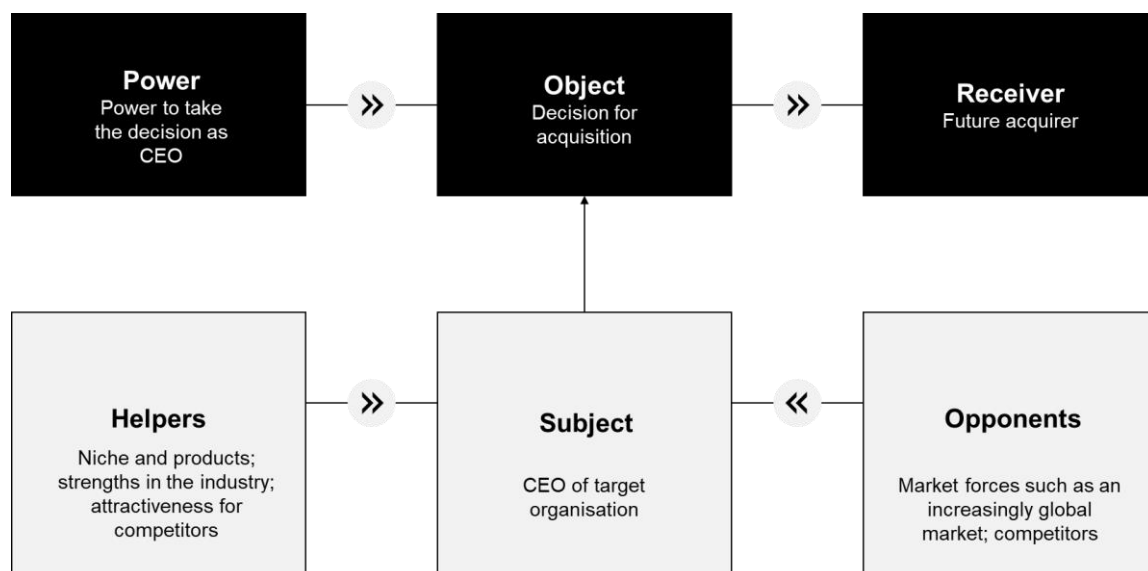 Power
Power to take
the decision as
CEO
Object
Decision for
acquisition
Receiver
Future acquirer
Helpers
Niche and products;
strengths in the industry;
attractiveness for
competitors
Subject
CEO of target
organisation
Opponents
Market forces such as an
increasingly global
market; competitors